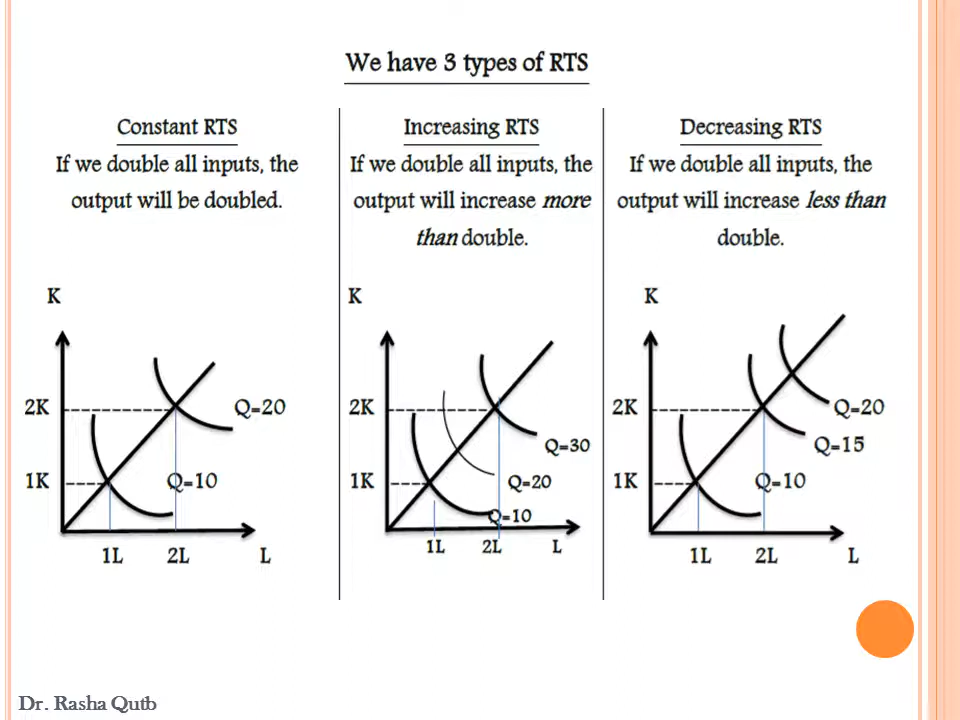 We have 3 types of RTS
Constant RTS
If we double all inputs, the
output will be doubled.
K
2K
Q=20
1K
Q=10
1L
2L
L
Increasing RTS
If we double all inputs, the
output will increase more
than double.
K
2K
Q=30
1K
Q=20
Q=10
1L
2L
L
Decreasing RTS
If we double all inputs, the
output will increase less than
double.
K
2K
Q=20
Q=15
1K
Q=10
1L
2L
L
Dr. Rasha Qutb